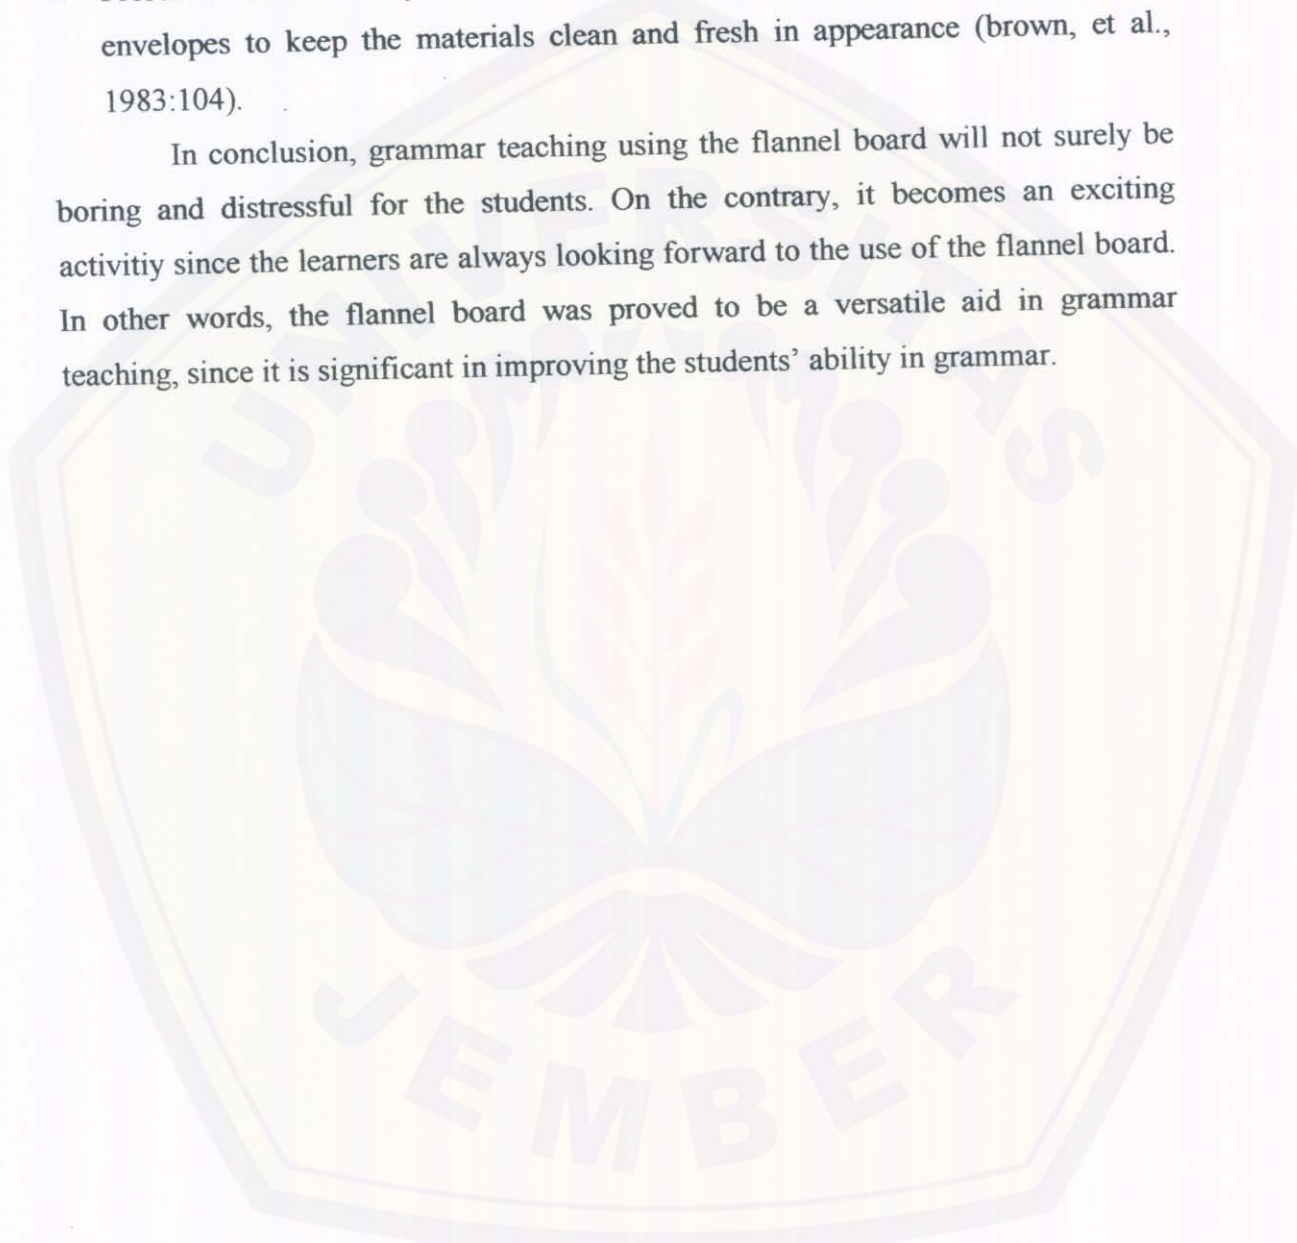 envelopes to keep the materials clean and fresh in appearance (brown, et al.,
1983:104).
In conclusion, grammar teaching using the flannel board will not surely be
boring and distressful for the students. On the contrary, it becomes an exciting
activitiy since the learners are always looking forward to the use of the flannel board.
In other words, the flannel board was proved to be a versatile aid in grammar
teaching, since it is significant in improving the students’ ability in grammar.
UNIVERSITAS
JEMBER